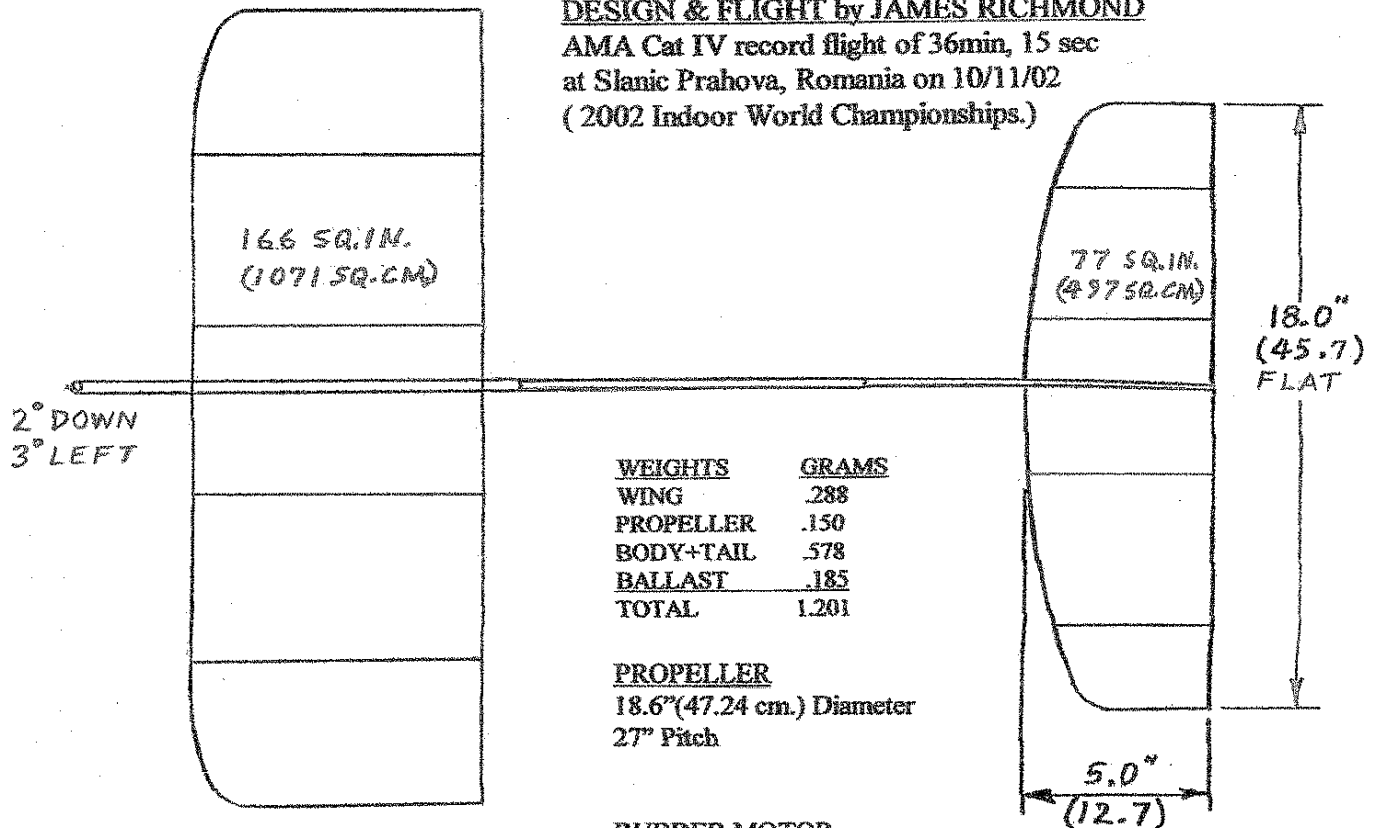 DESIGN & FLIGHT by JAMES RICHMOND
AMA Cat IV record flight of 36min, 15 sec
at Slanic Prahova, Romania on 10/11/02
( 2002 Indoor World Championships.)
166 SQ.IN.
(1071 SQ.CM)
77 SQ.IN.
(497 SQ.CM)
18.0"
(45.7)
FLAT
2° DOWN
3° LEFT
WEIGHTS GRAMS
WING .288
PROPELLER .150
BODY+TAIL .578
BALLAST .185
TOTAL 1.201
PROPELLER
18.6"(47.24 cm.) Diameter
27" Pitch
5.0"
(12.7)
RUBBER MOTOR